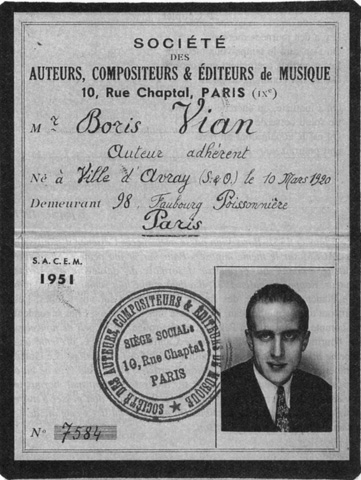 SOCIÉTÉ
DES
AUTEURS, COMPOSITEURS & ÉDITEURS de MUSIQUE
10, Rue Chaptal, PARIS (IXe)
Mr Boris Vian
Auteur adhérent
Né à Ville d'Avray (S&O) le 10 Mars 1920
Demeurant 98 Faubourg Poissonnière
Paris
S.A.C.E.M.
1951
SOCIÉTÉ DES AUTEURS, COMPOSITEURS & ÉDITEURS DE MUSIQUE
SIÈGE SOCIAL:
10, Rue Chaptal
PARIS
No 7584